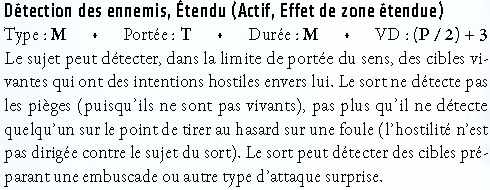 Détection des ennemis, Étendu (Actif, Effet de zone étendue)
Type : M • Portée : T • Durée : M • VD : (P / 2) + 3
Le sujet peut détecter, dans la limite de portée du sens, des cibles vi-
vantes qui ont des intentions hostiles envers lui. Le sort ne détecte pas
les pièges (puisqu'ils ne sont pas vivants), pas plus qu'il ne détecte
quelqu'un sur le point de tirer au hasard sur une foule (l'hostilité n'est
pas dirigée contre le sujet du sort). Le sort peut détecter des cibles pré-
parant une embuscade ou autre type d'attaque surprise.